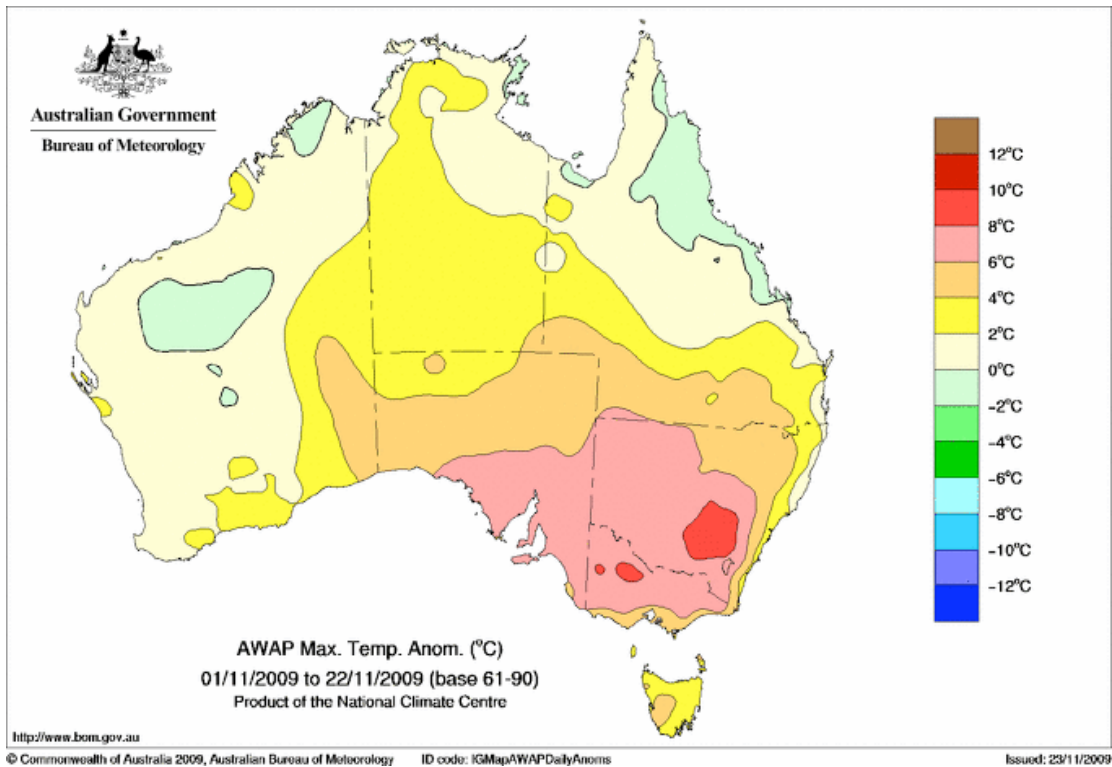 Australian Government
Bureau of Meteorology
12°C
10°C
8°C
6°C
4°C
2°C
0°C
-2°C
-4°C
-6°C
-8°C
-10°C
-12°C
AWAP Max. Temp. Anom. (°C)
01/11/2009 to 22/11/2009 (base 61-90)
Product of the National Climate Centre
http://www.bom.gov.au
© Commonwealth of Australia 2009, Australian Bureau of Meteorology ID code: IGMapAWAPDailyAnoms Issued: 23/11/2009